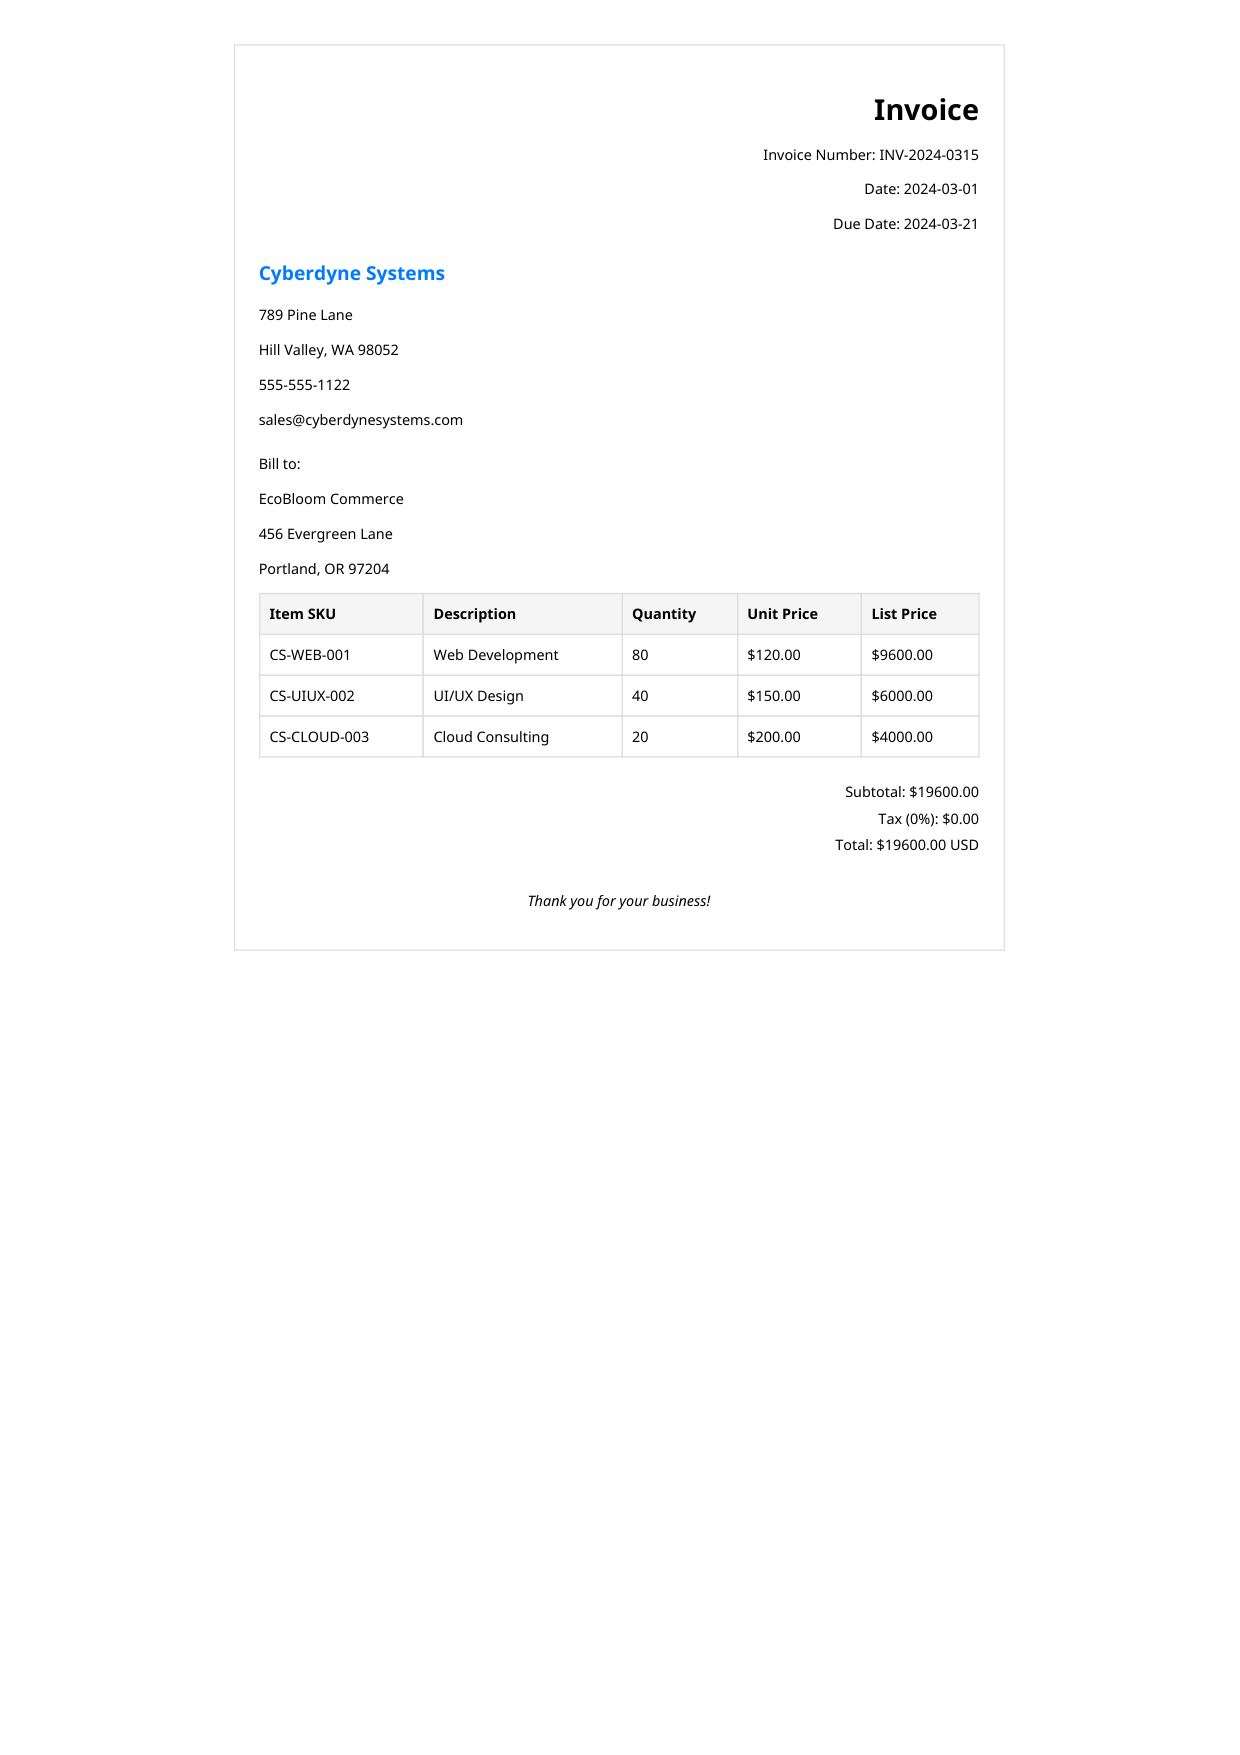 Invoice
Invoice Number: INV-2024-0315
Date: 2024-03-01
Due Date: 2024-03-21
Cyberdyne Systems
789 Pine Lane
Hill Valley, WA 98052
555-555-1122
sales@cyberdynesystems.com
Bill to:
EcoBloom Commerce
456 Evergreen Lane
Portland, OR 97204
Item SKU Description Quantity Unit Price List Price
CS-WEB-001 Web Development 80 $120.00 $9600.00
CS-UIUX-002 UI/UX Design 40 $150.00 $6000.00
CS-CLOUD-003 Cloud Consulting 20 $200.00 $4000.00
Subtotal: $19600.00
Tax (0%): $0.00
Total: $19600.00 USD
Thank you for your business!